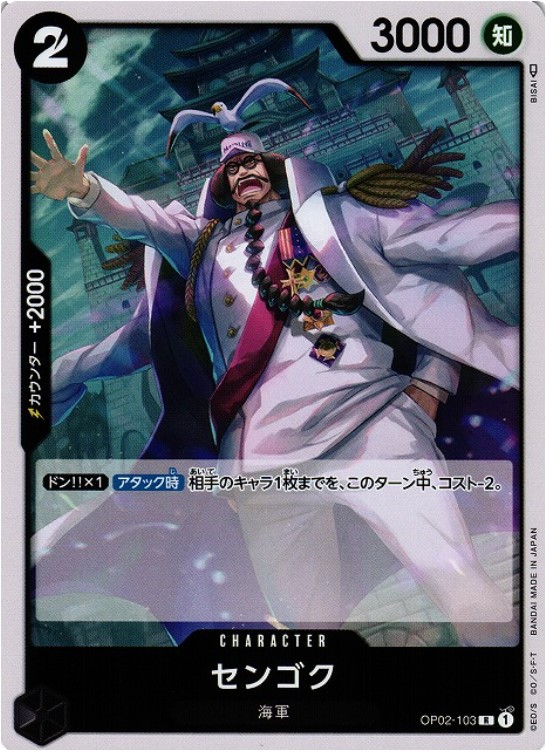 2
3000 知
BISAI
MARINE
カウンター +2000
ドン!!×1 アタック時 相手のキャラ1枚までを、このターン中、コスト-2。
CHARACTER
センゴク
海軍
OP02-103 R 1
©E.O/S ©O/S・F・T BANDAI MADE IN JAPAN